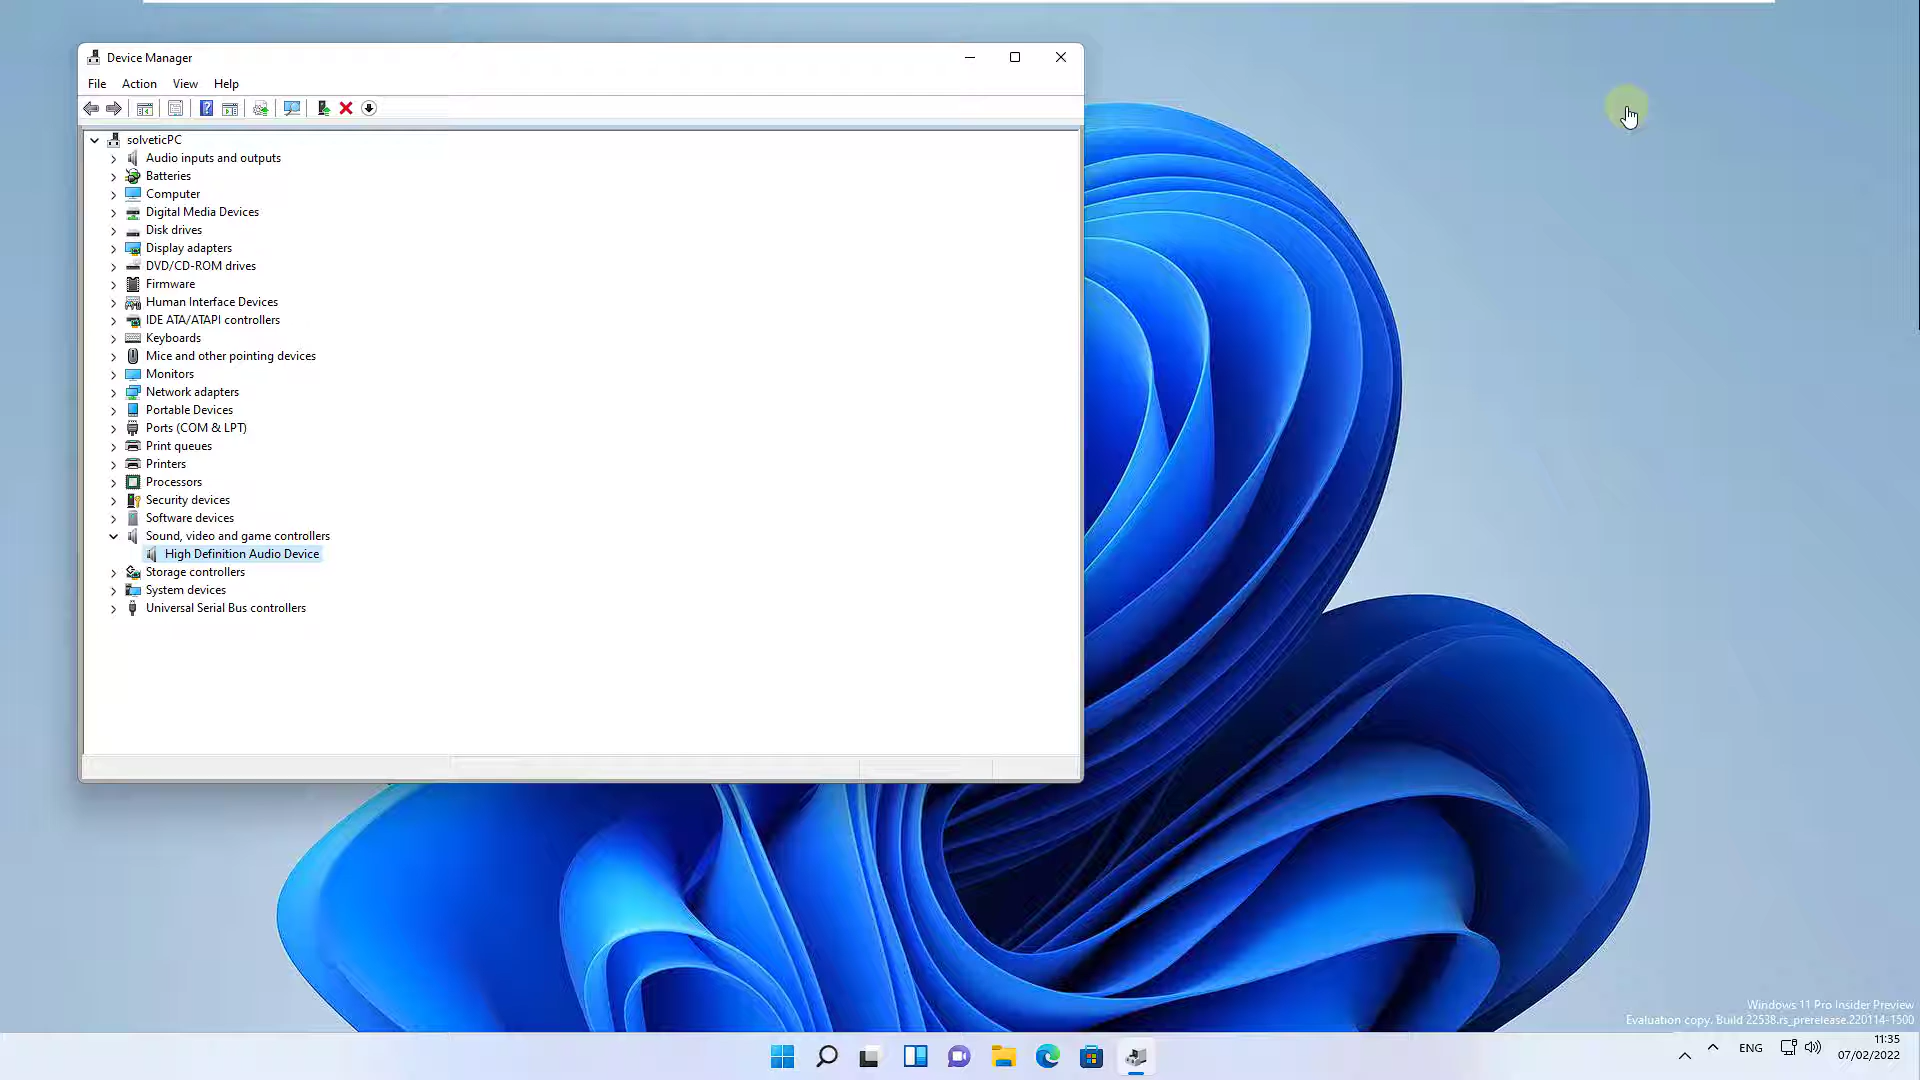 Device Manager
File Action View Help
solveticPC
Audio inputs and outputs
Batteries
Computer
Digital Media Devices
Disk drives
Display adapters
DVD/CD-ROM drives
Firmware
Human Interface Devices
IDE ATA/ATAPI controllers
Keyboards
Mice and other pointing devices
Monitors
Network adapters
Portable Devices
Ports (COM & LPT)
Print queues
Printers
Processors
Security devices
Software devices
Sound, video and game controllers
High Definition Audio Device
Storage controllers
System devices
Universal Serial Bus controllers
Windows 11 Pro Insider Preview
Evaluation copy. Build 22538.rs_prerelease.220114-1500
ENG
11:35
07/02/2022